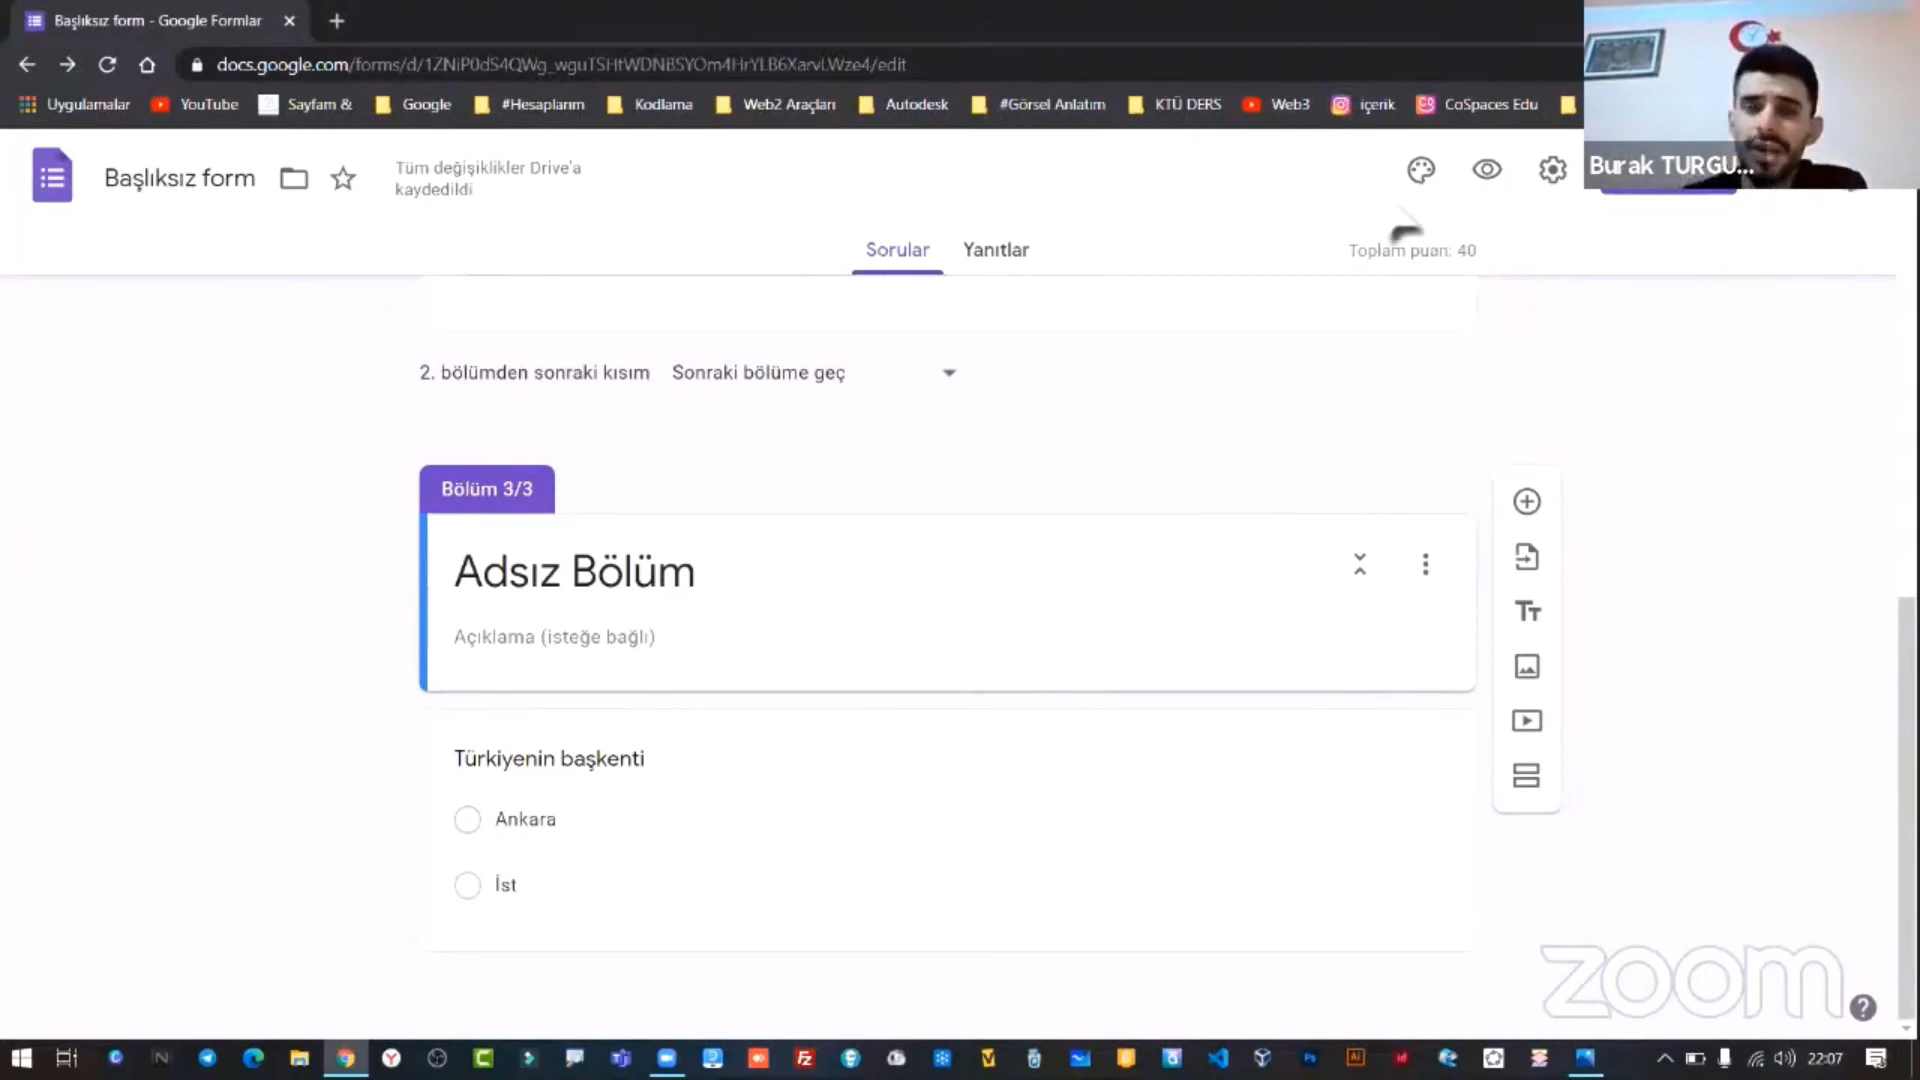 Başlıksız form - Google Formlar
docs.google.com/forms/d/1ZNiP0dS4QWg_wguTSHtWDNBSYOm4HrYLB6XarvLWze4/edit
Uygulamalar YouTube Sayfam & Google #Hesaplarım Kodlama Web2 Araçları Autodesk #Görsel Anlatım KTÜ DERS Web3 içerik CoSpaces Edu
Burak TURGU...
Başlıksız form
Tüm değişiklikler Drive'a
kaydedildi
Sorular Yanıtlar
Toplam puan: 40
2. bölümden sonraki kısım Sonraki bölüme geç
Bölüm 3/3
Adsız Bölüm
Açıklama (isteğe bağlı)
Türkiyenin başkenti
Ankara
İst
zoom
22:07